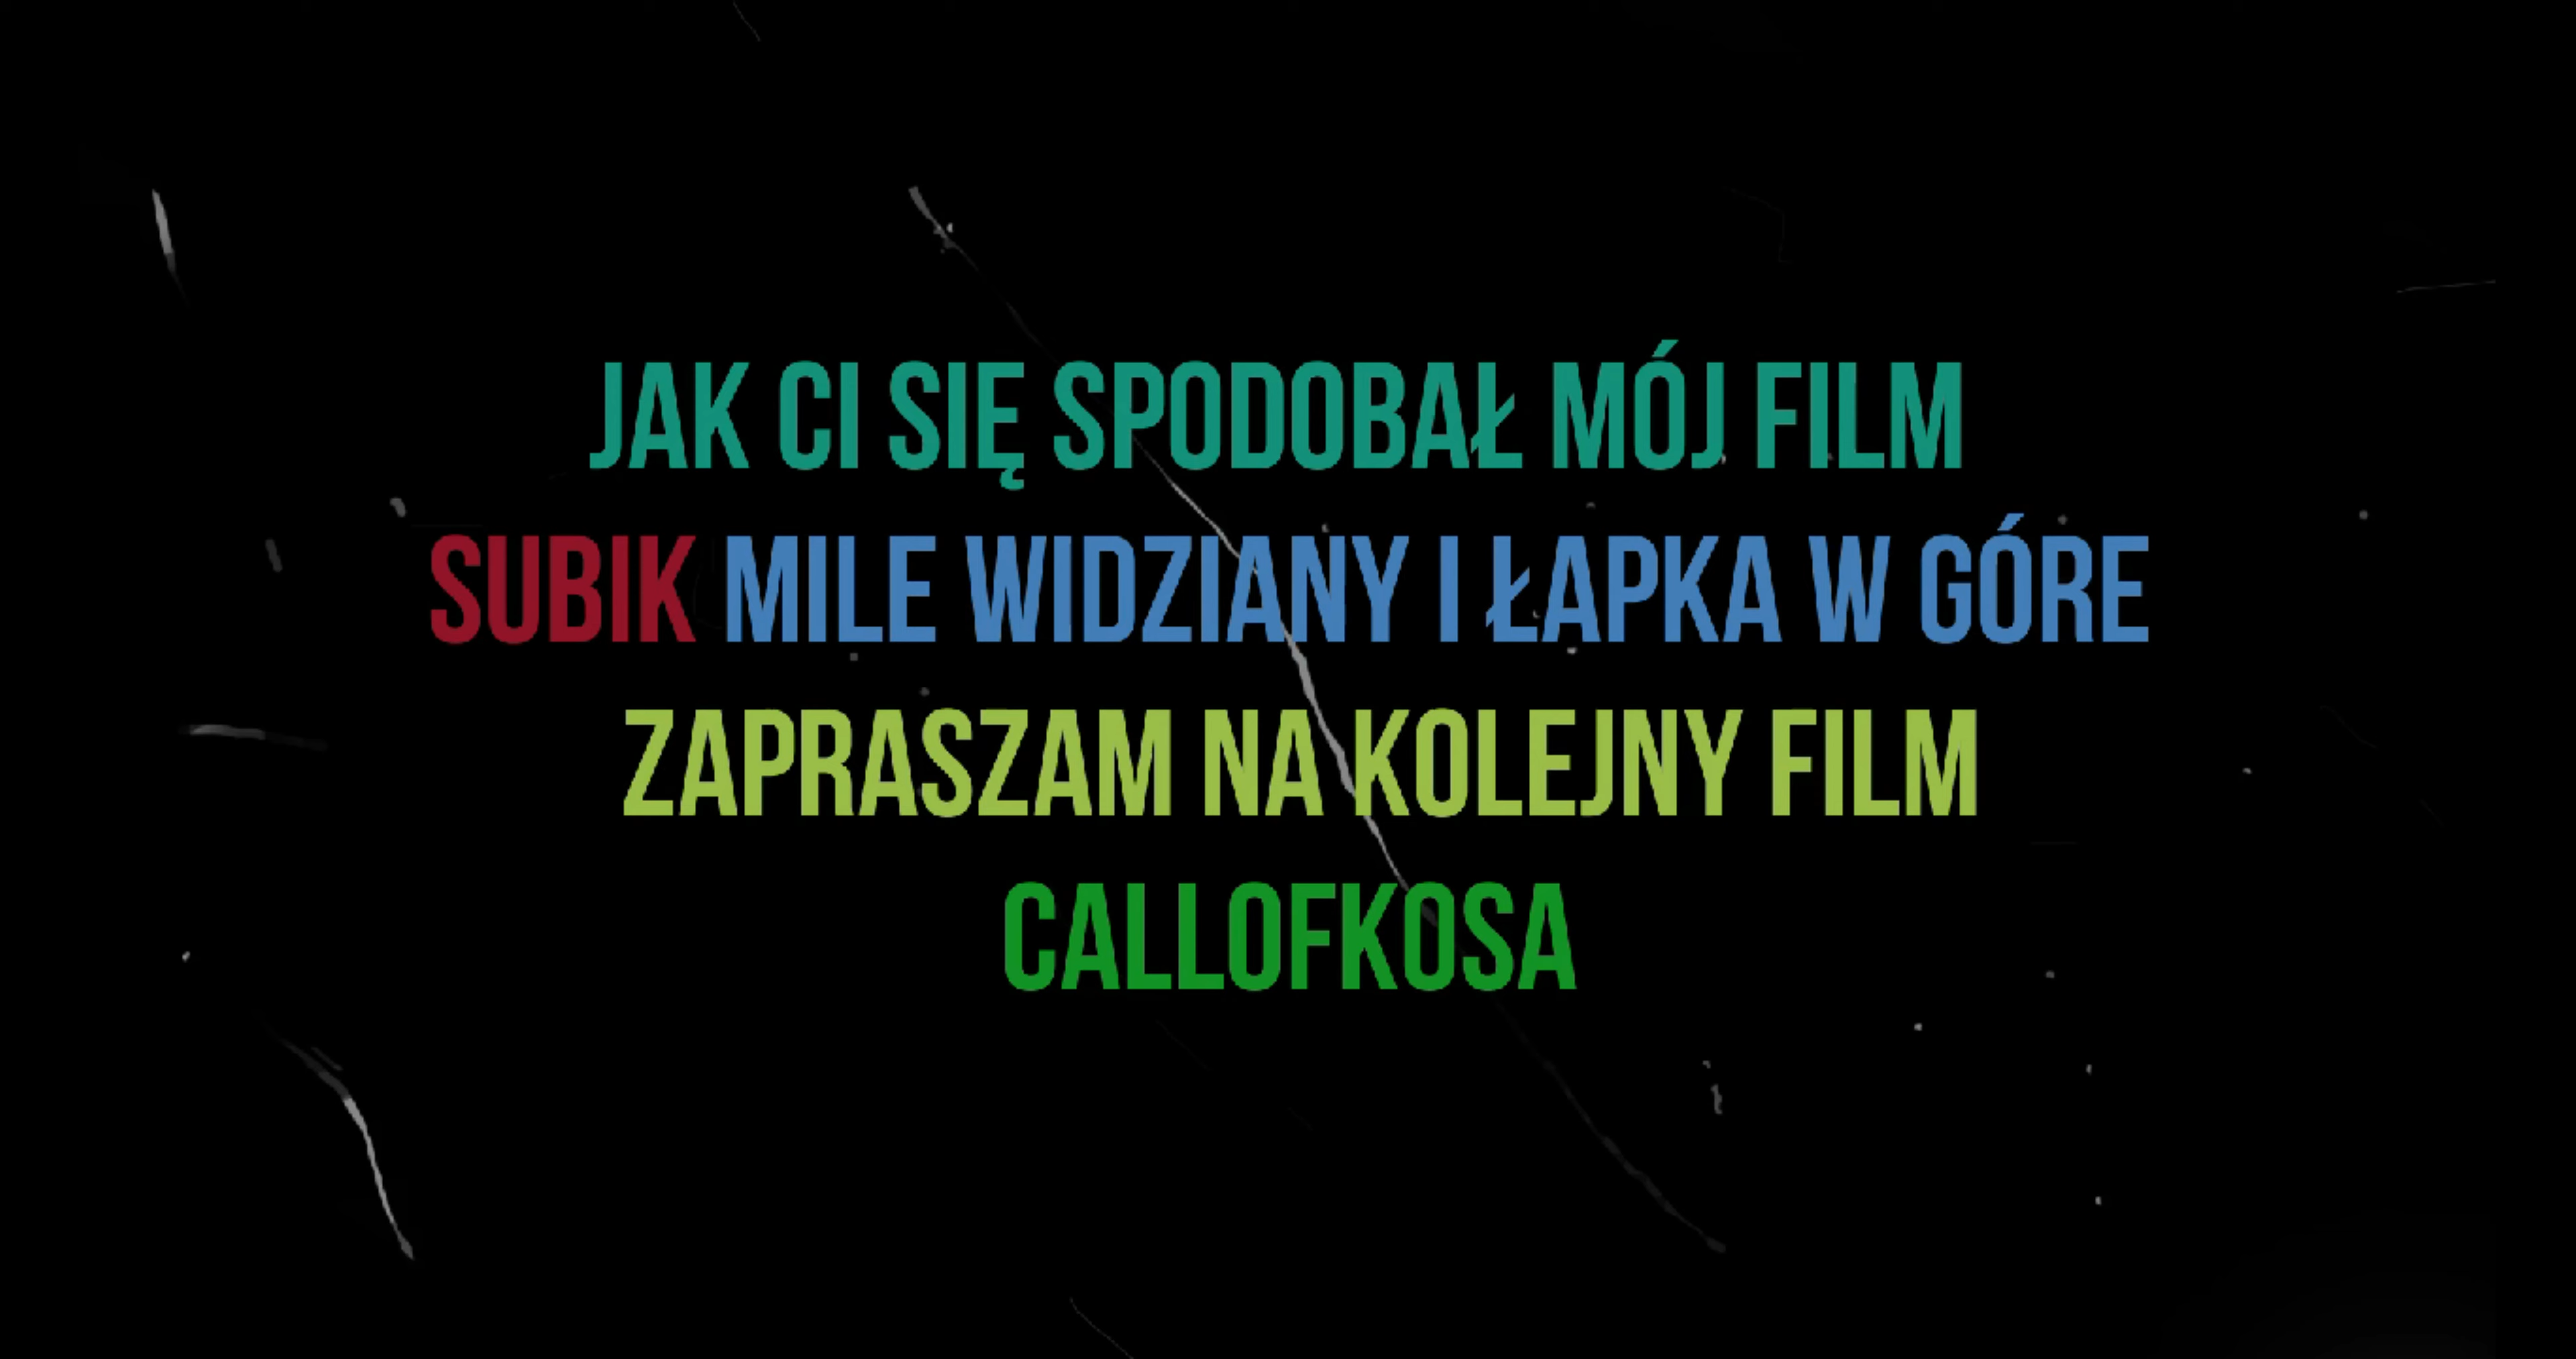 JAK CI SIĘ SPODOBAŁ MÓJ FILM
SUBIK MILE WIDZIANY I ŁAPKA W GÓRE
ZAPRASZAM NA KOLEJNY FILM
CALLOFKOSA